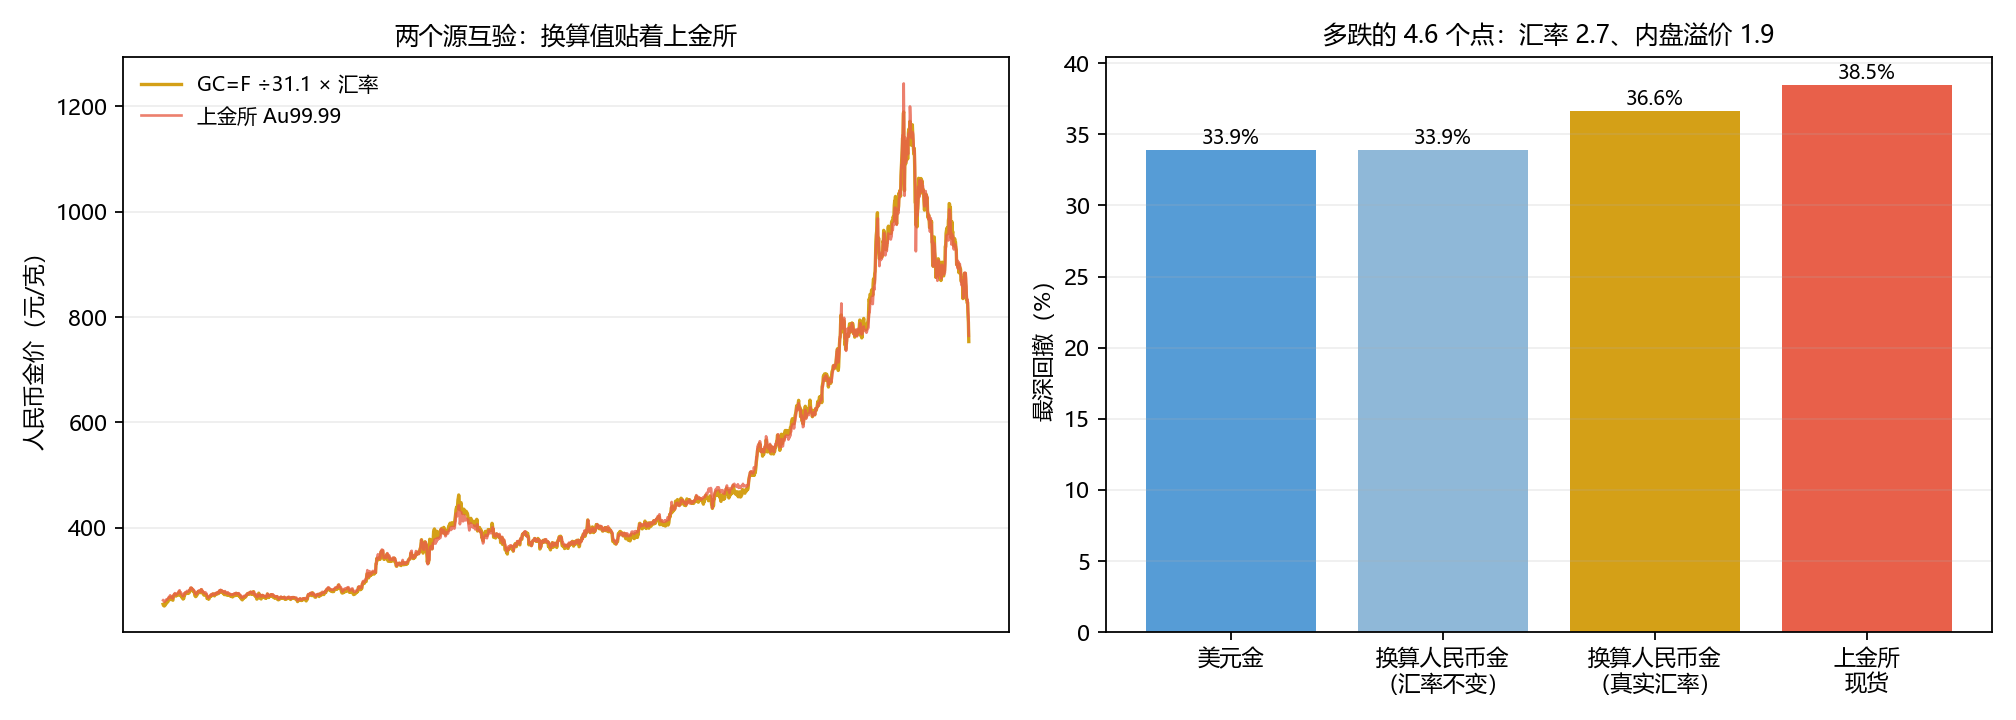 两个源互验：换算值贴着上金所
GC=F ÷31.1 × 汇率
上金所 Au99.99
人民币金价（元/克）
1200
1000
800
600
400
多跌的 4.6 个点：汇率 2.7、内盘溢价 1.9
最深回撤（%）
40
35
30
25
20
15
10
5
0
33.9%
33.9%
36.6%
38.5%
美元金
换算人民币金
（汇率不变）
换算人民币金
（真实汇率）
上金所
现货